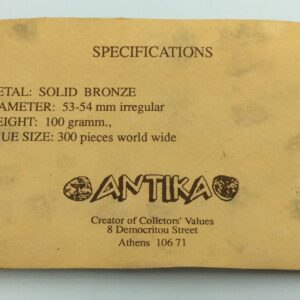 SPECIFICATIONS
ETAL: SOLID BRONZE
AMETER: 53-54 mm irregular
EIGHT: 100 gramm.,
UE SIZE: 300 pieces world wide
ANTIKA
Creator of Colletors' Values
8 Democritou Street
Athens 106 71